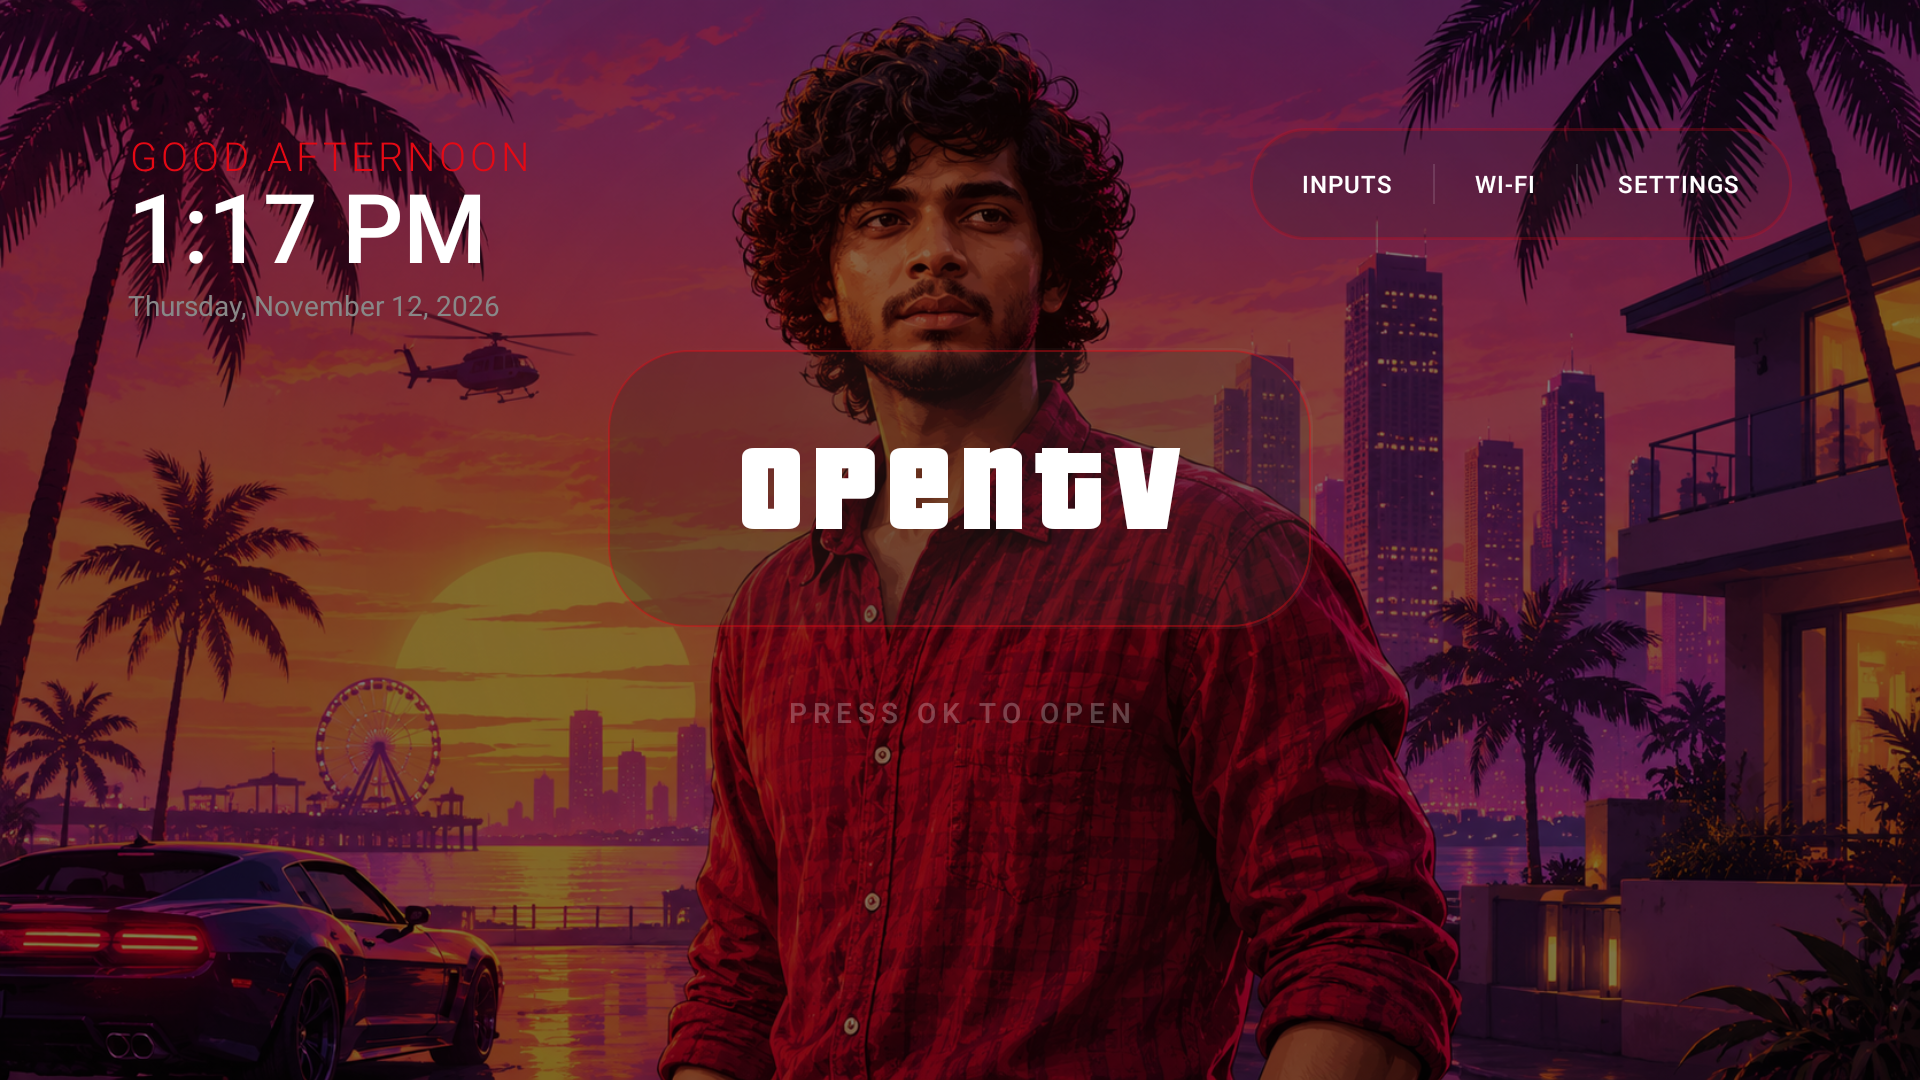 GOOD AFTERNOON
1:17 PM
Thursday, November 12, 2026
INPUTS
WI-FI
SETTINGS
OPENTV
PRESS OK TO OPEN